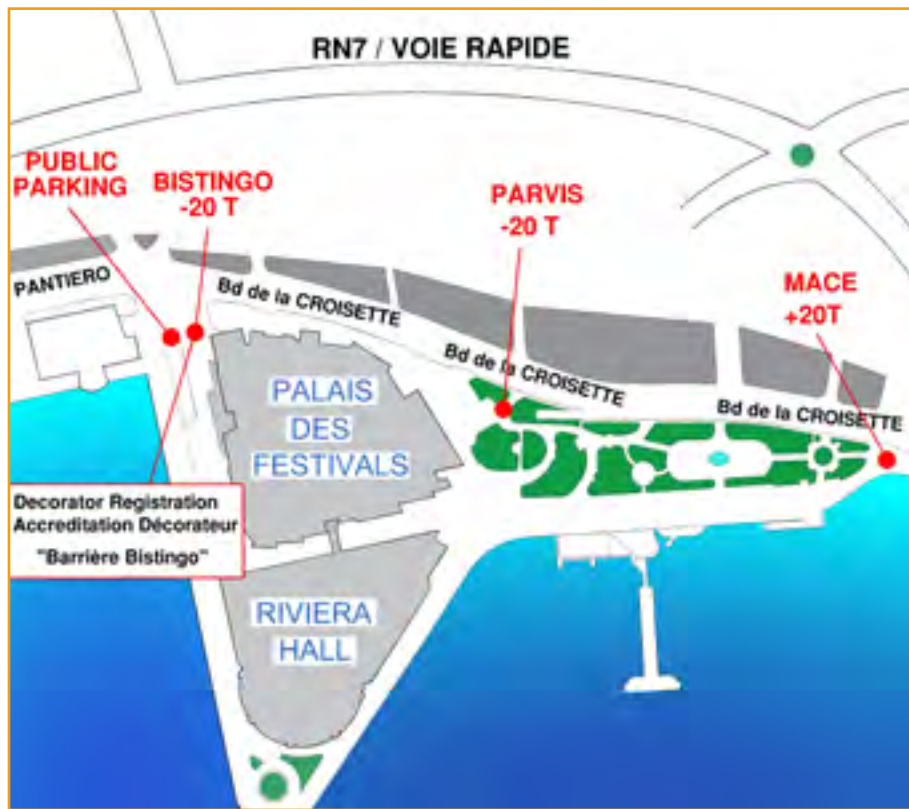 RN7 / VOIE RAPIDE
PUBLIC
PARKING
BISTINGO
-20 T
PARVIS
-20 T
MACE
+20T
PANTIERO
Bd de la CROISETTE
Bd de la CROISETTE
Bd de la CROISETTE
PALAIS
DES
FESTIVALS
Decorator Registration
Accreditation Décorateur
"Barrière Bistingo"
RIVIERA
HALL